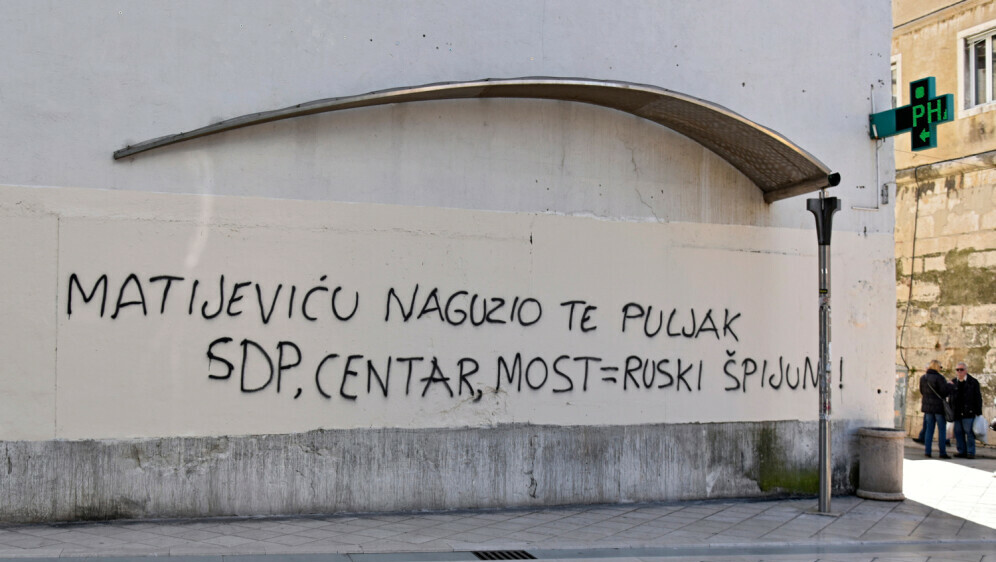 MATIJEVIĆU NAGUZIO TE PULJAK
SDP, CENTAR, MOST=RUSKI ŠPIJUNI!
PH